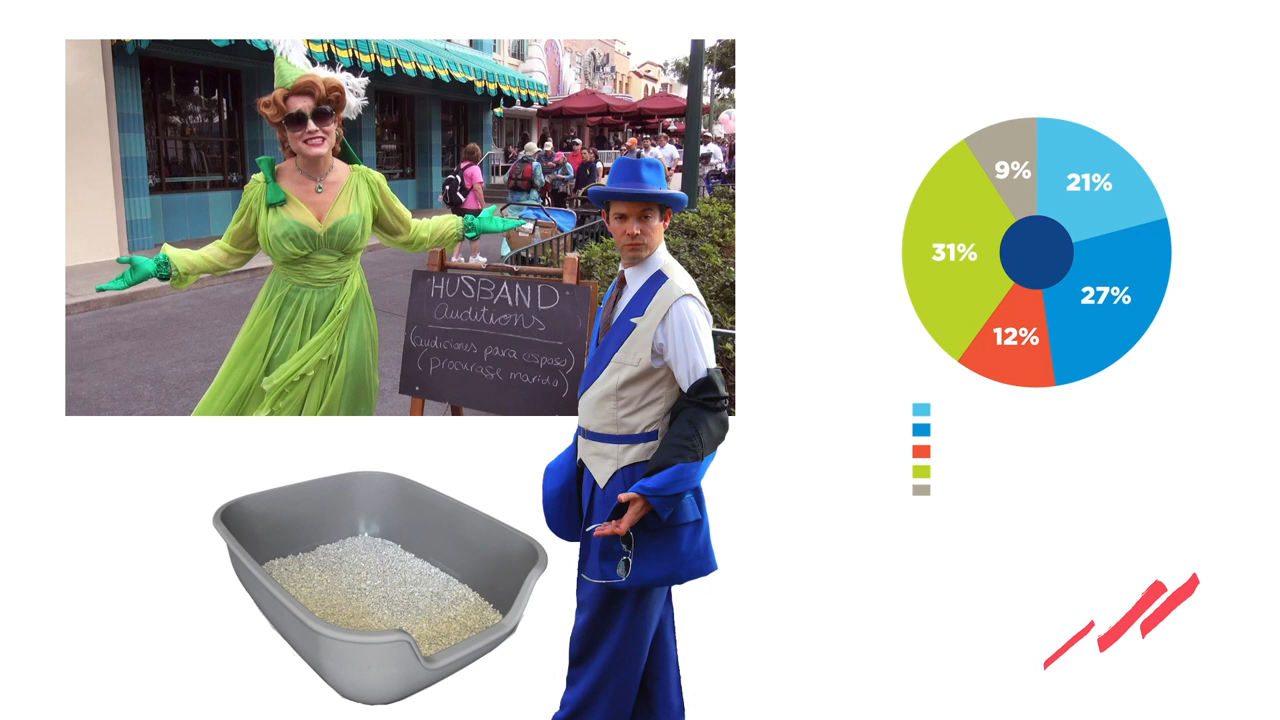 HUSBAND
Auditions
(audiciones para esposo)
(procurase marido)
9%
21%
31%
27%
12%